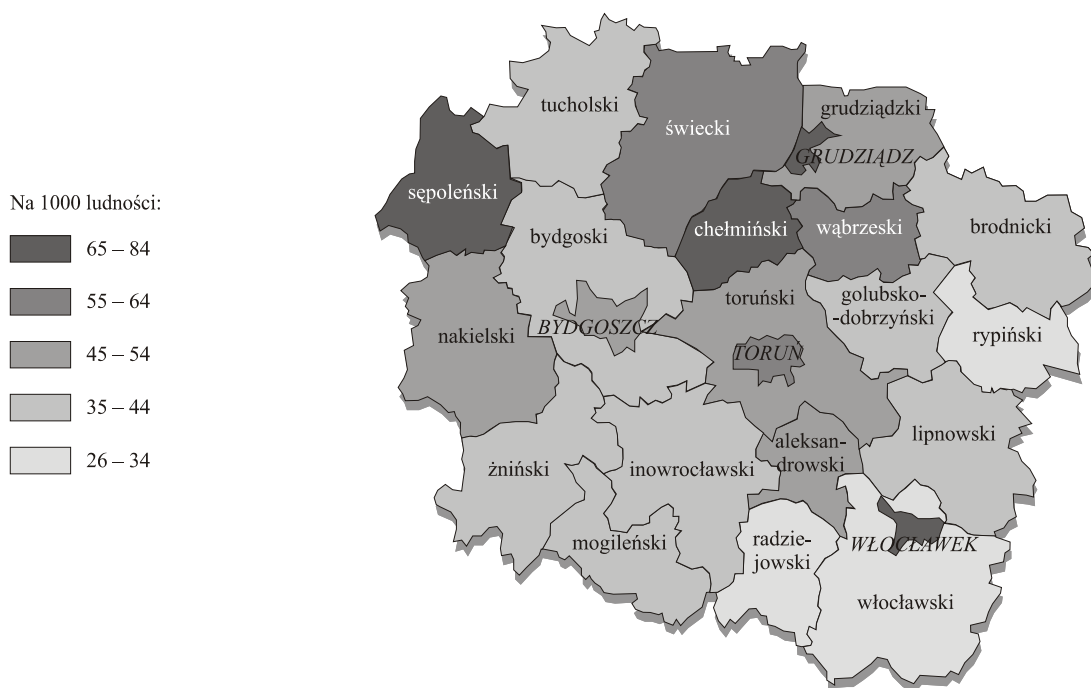 Na 1000 ludności:
65 – 84
55 – 64
45 – 54
35 – 44
26 – 34
tucholski
świecki
grudziądzki
GRUDZIĄDZ
sępoleński
bydgoski
chełmiński
wąbrzeski
brodnicki
nakielski
BYDGOSZCZ
toruński
TORUŃ
golubsko-
-dobrzyński
rypiński
żniński
inowrocławski
aleksan-
drowski
lipnowski
mogileński
radzie-
jowski
WŁOCŁAWEK
włocławski